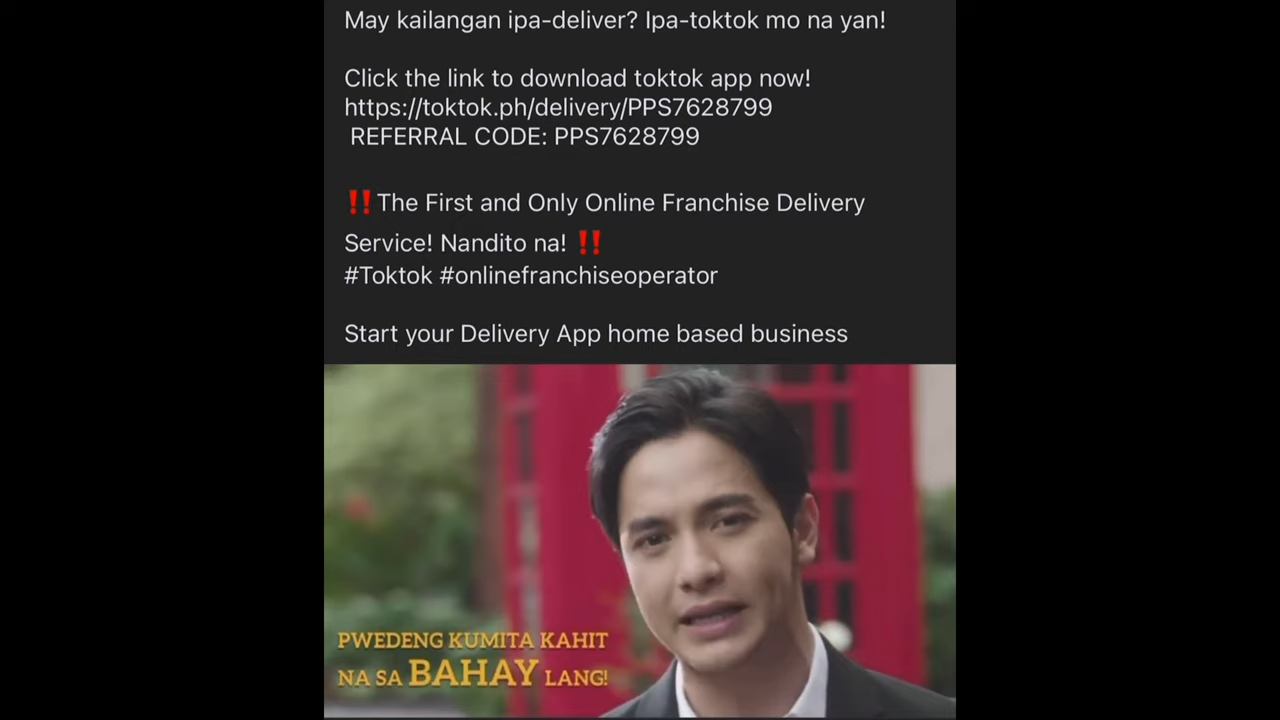 May kailangan ipa-deliver? Ipa-toktok mo na yan!
Click the link to download toktok app now!
https://toktok.ph/delivery/PPS7628799
REFERRAL CODE: PPS7628799
‼️The First and Only Online Franchise Delivery
Service! Nandito na! ‼️
#Toktok #onlinefranchiseoperator
Start your Delivery App home based business
PWEDENG KUMITA KAHIT
NA SA BAHAY LANG!